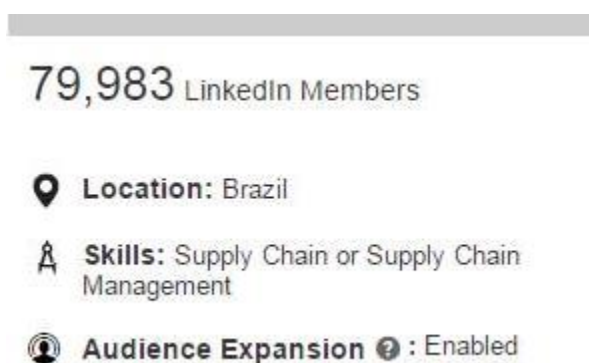 79,983 LinkedIn Members
Location: Brazil
Skills: Supply Chain or Supply Chain
Management
Audience Expansion ? : Enabled